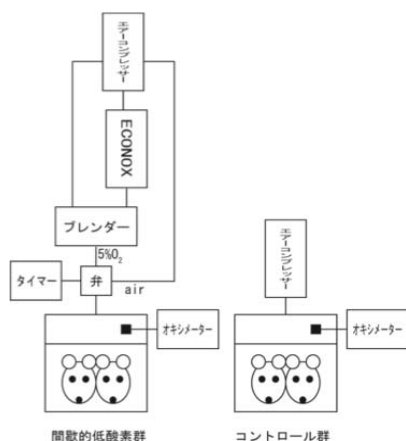 エアーコンプレッサー
ECONOX
ブレンダー
5%O₂
タイマー
弁
air
オキシメーター
間歇的低酸素群
エアーコンプレッサー
オキシメーター
コントロール群